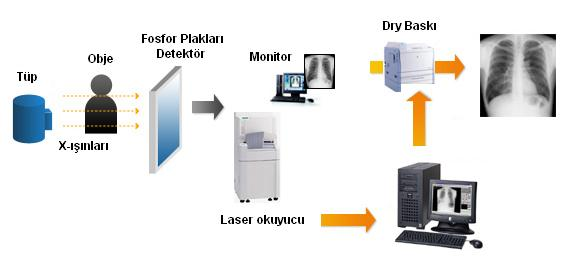 Tüp
Obje
X-ışınları
Fosfor Plakları
Detektör
Monitor
Laser okuyucu
Dry Baskı